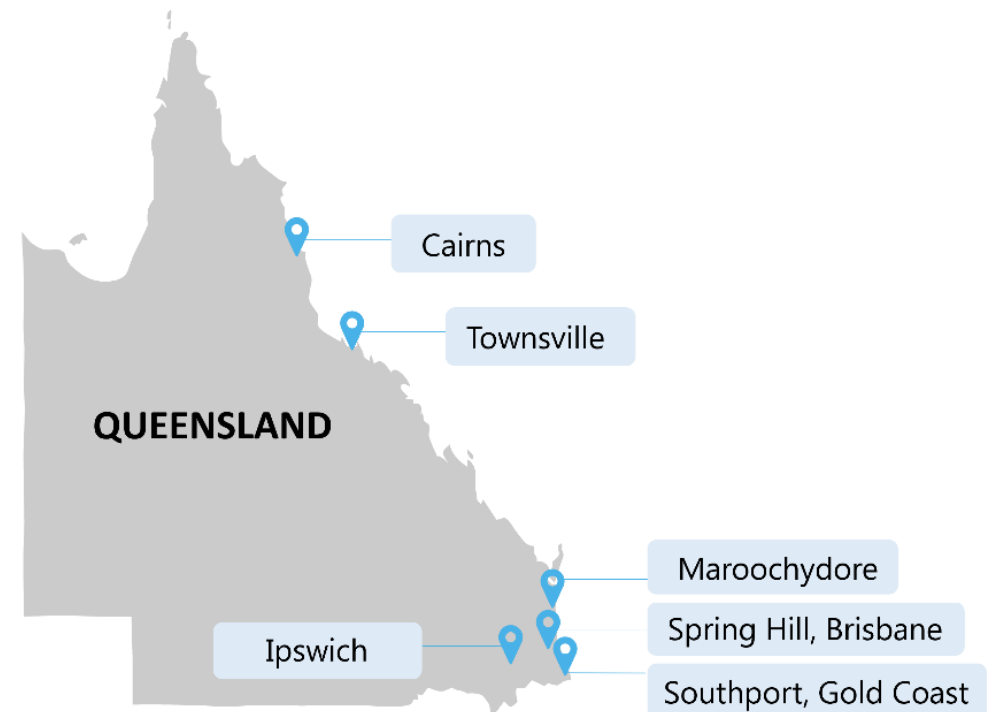 Cairns
Townsville
QUEENSLAND
Maroochydore
Spring Hill, Brisbane
Ipswich
Southport, Gold Coast